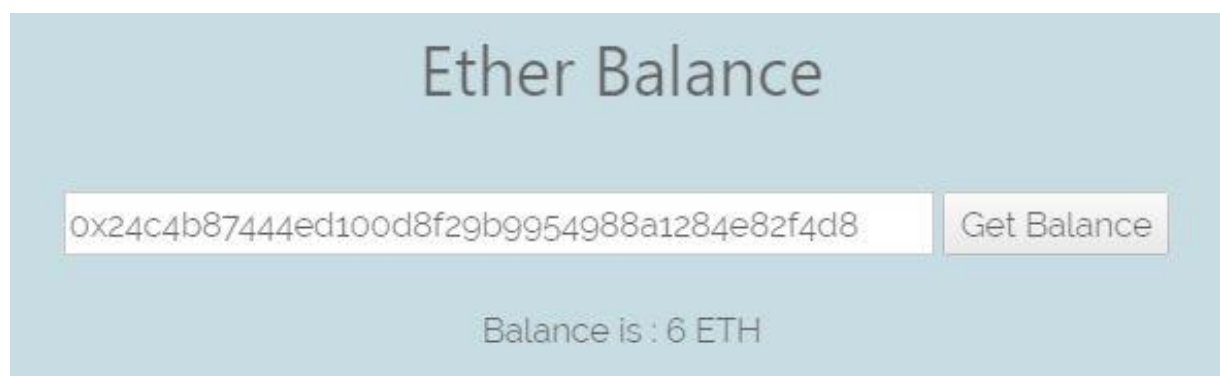 Ether Balance
0x24c4b87444ed100d8f29b9954988a1284e82f4d8 Get Balance
Balance is : 6 ETH